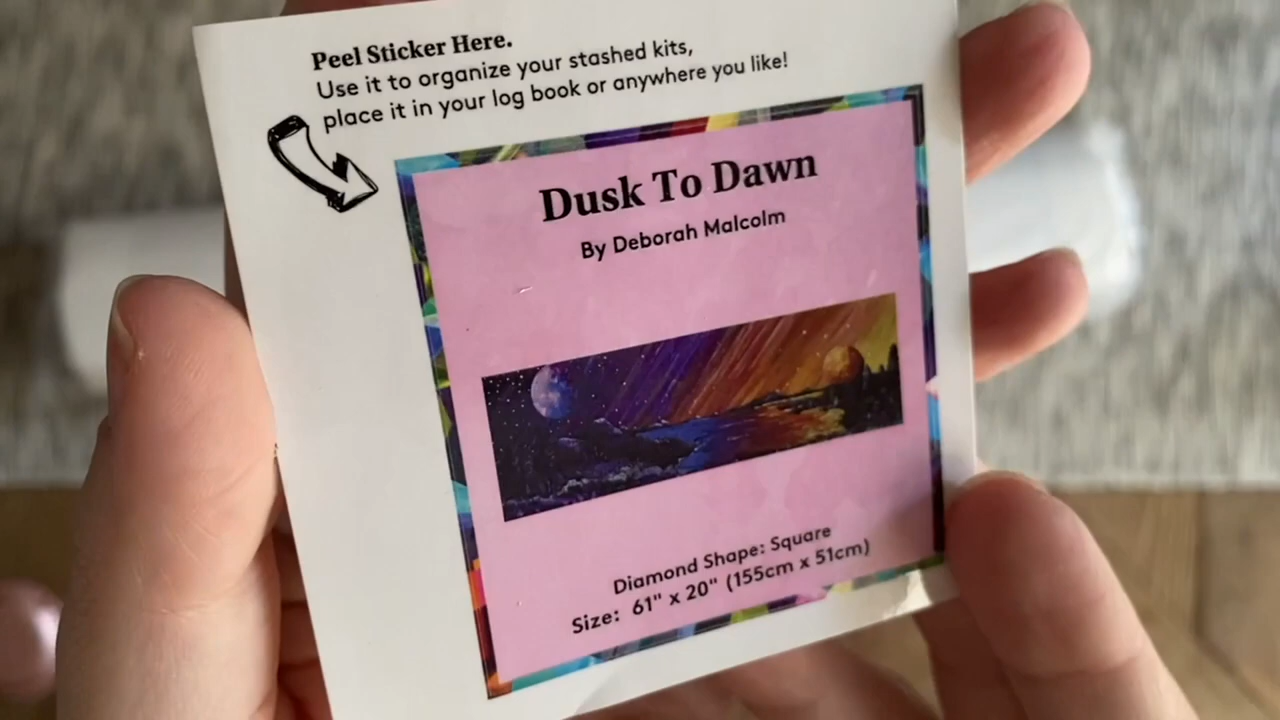 Peel Sticker Here.
Use it to organize your stashed kits,
place it in your log book or anywhere you like!
Dusk To Dawn
By Deborah Malcolm
Diamond Shape: Square
Size: 61" x 20" (155cm x 51cm)